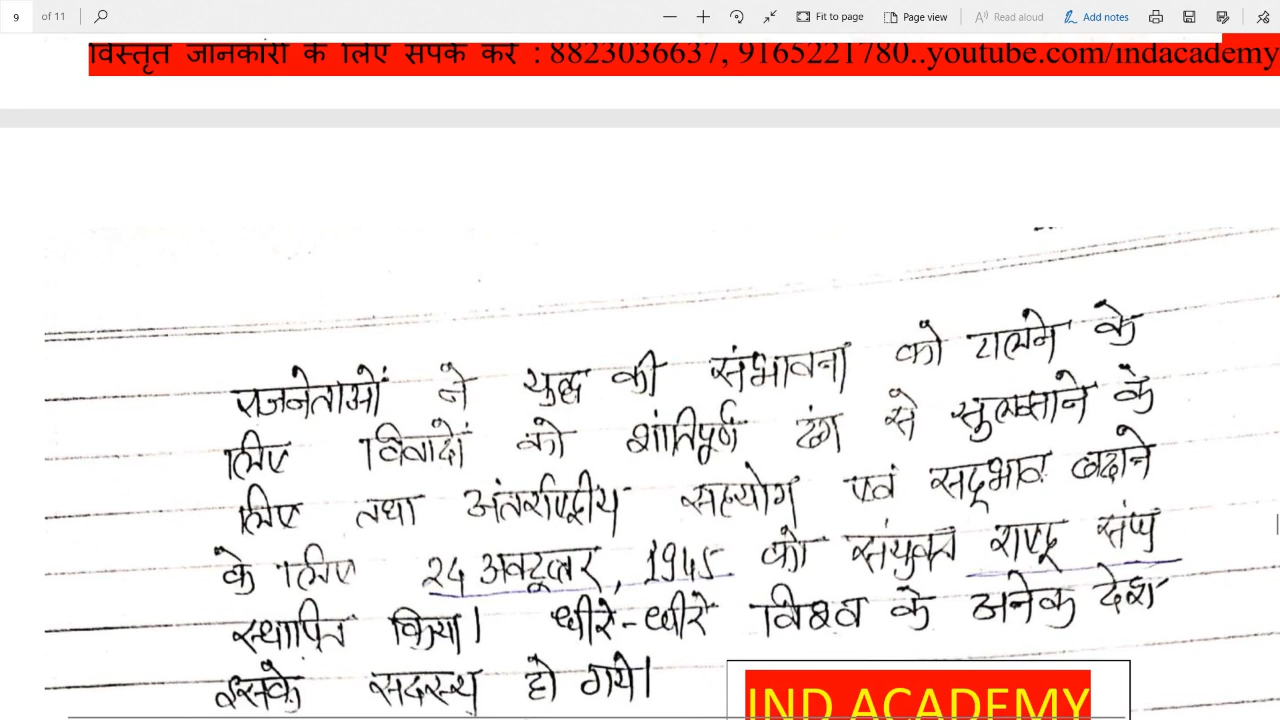 9 of 11 Fit to page Page view Read aloud Add notes
विस्तृत जानकारी के लिए संपर्क करें : 8823036637, 9165221780..youtube.com/indacademy
राजनेताओं ने युद्ध की संभावना को टालने के
लिए विवादों को शांतिपूर्ण ढंग से सुलझाने के
लिए तथा अंतर्राष्ट्रीय सहयोग एवं सद्भाव बढ़ाने
के लिए 24 अक्टूबर, 1945 को संयुक्त राष्ट्र संघ
स्थापित किया। धीरे-धीरे विश्व के अनेक देश
इसके सदस्य हो गये।
IND ACADEMY